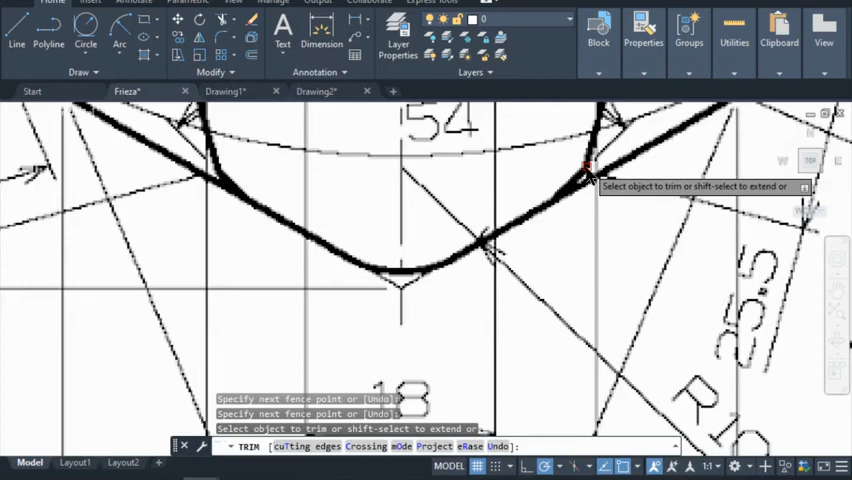 Home Insert Annotate View Collaborate Express Tools
Line Polyline Circle Arc
Text Dimension
Layer Properties
0
Block Properties Groups Utilities Clipboard View
Draw Modify Annotation Layers
Start Frieza* Drawing1* Drawing2*
54
N
W TOP E
Select object to trim or shift-select to extend or
35.5
18
Specify next fence point or [Undo]:
Specify next fence point or [Undo]:
Select object to trim or shift-select to extend or
TRIM [cuTting edges Crossing mOde Project eRase Undo]:
Model Layout1 Layout2
MODEL
1:1